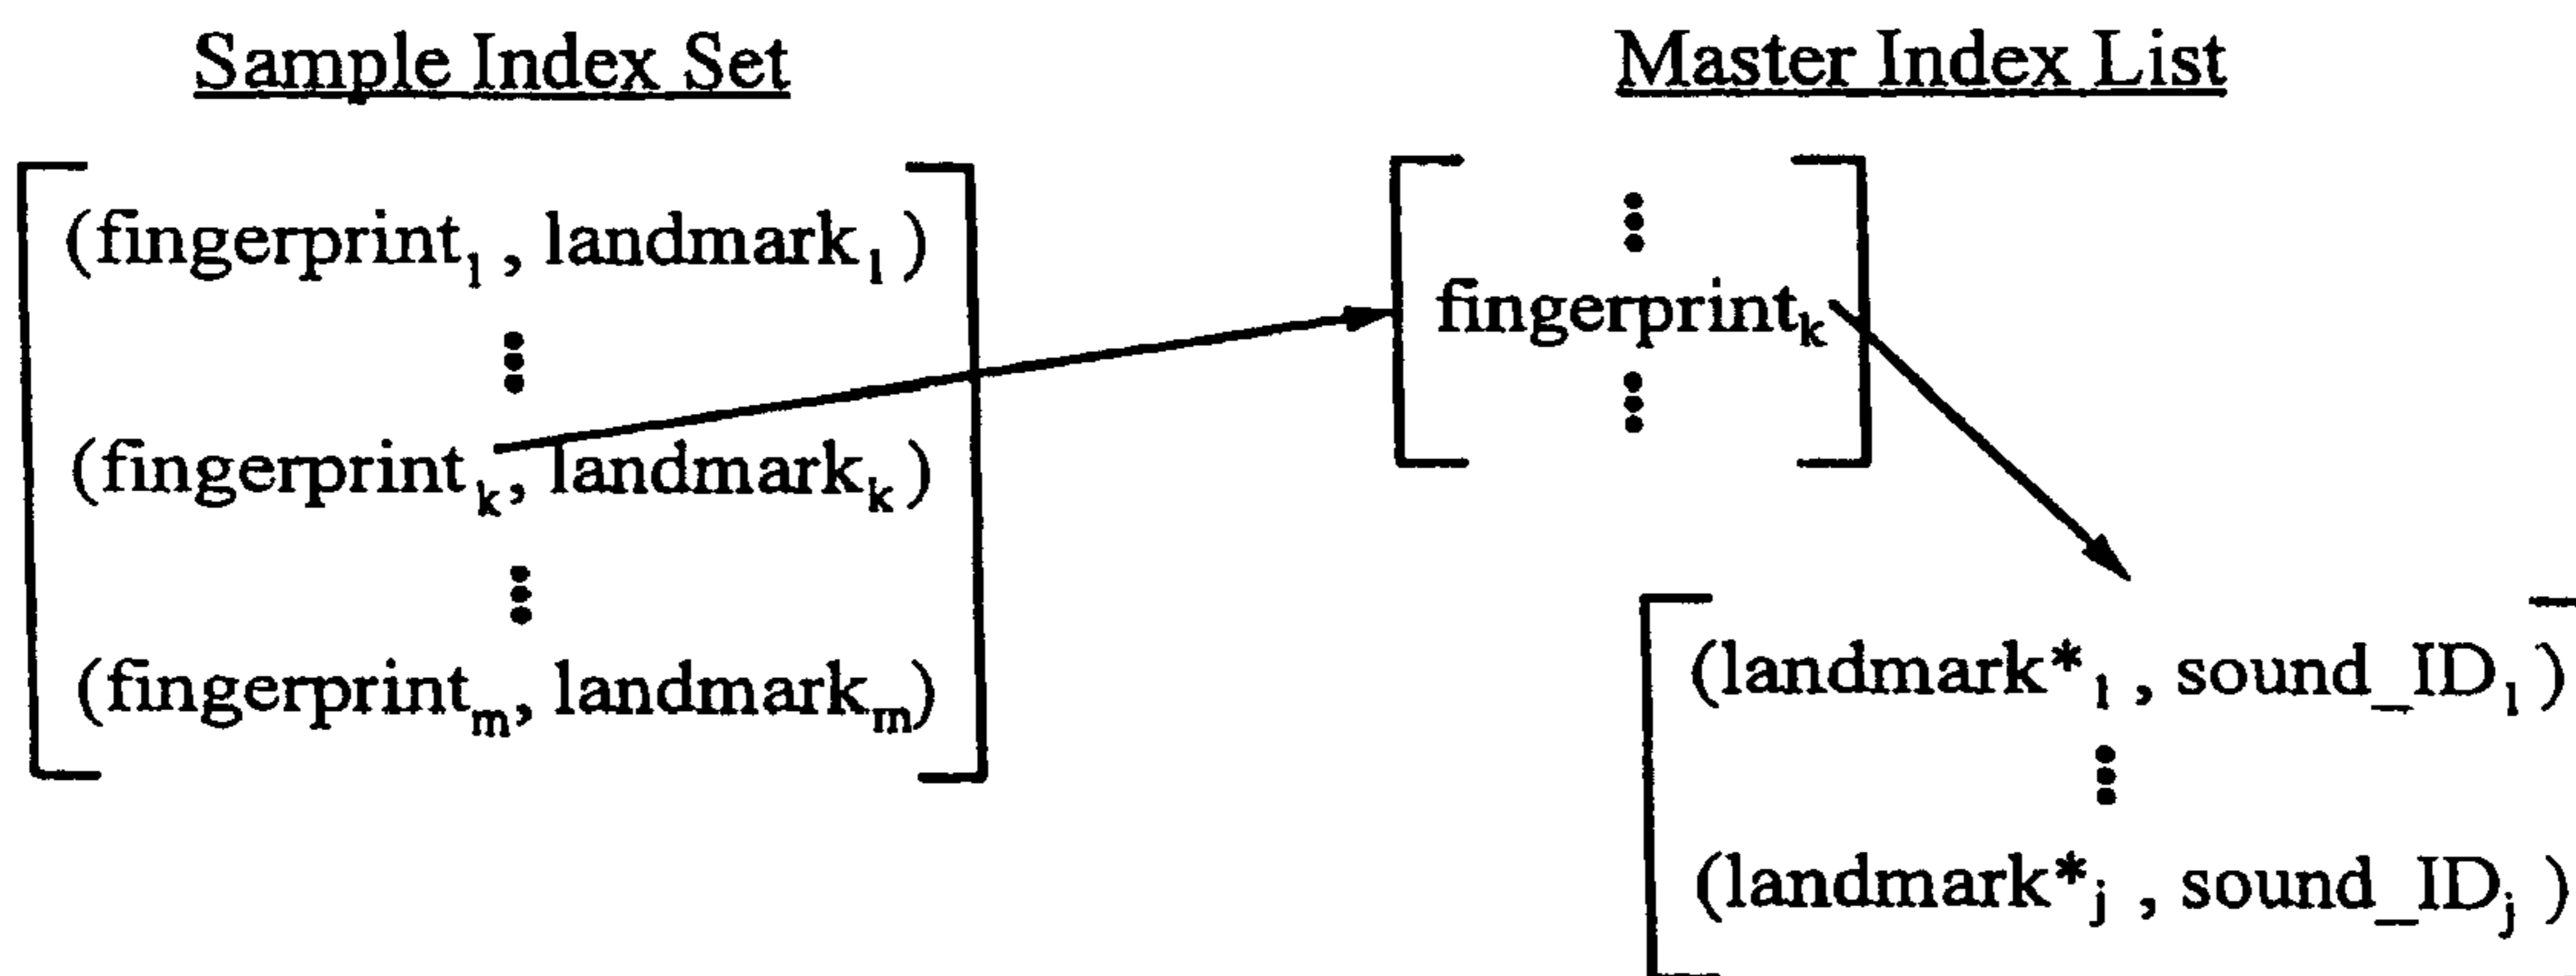 Sample Index Set
(fingerprint₁, landmark₁)
(fingerprintₖ, landmarkₖ)
(fingerprintₘ, landmarkₘ)
Master Index List
fingerprintₖ
(landmark*₁, sound_ID₁)
(landmark*ⱼ, sound_IDⱼ)